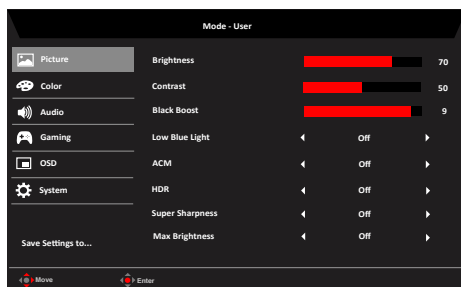 Mode - User
Picture
Brightness 70
Color
Contrast 50
Audio
Black Boost 9
Gaming
Low Blue Light Off
OSD
ACM Off
System
HDR Off
Super Sharpness Off
Save Settings to...
Max Brightness Off
Move Enter